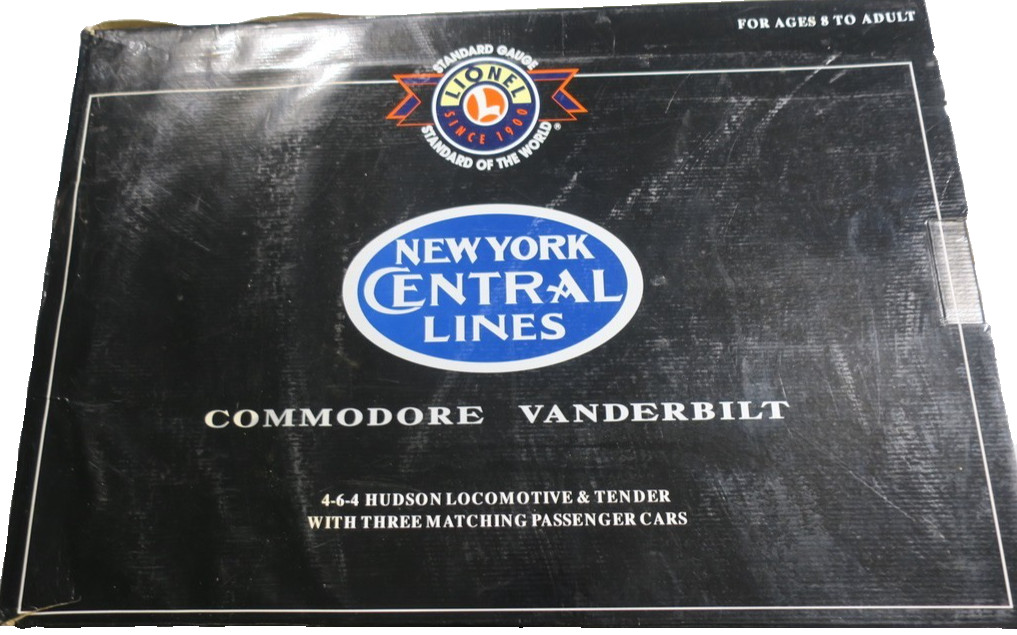 FOR AGES 8 TO ADULT
STANDARD GAUGE
LIONEL
L
SINCE 1900
STANDARD OF THE WORLD®
NEW YORK
CENTRAL
LINES
COMMODORE VANDERBILT
4-6-4 HUDSON LOCOMOTIVE & TENDER
WITH THREE MATCHING PASSENGER CARS